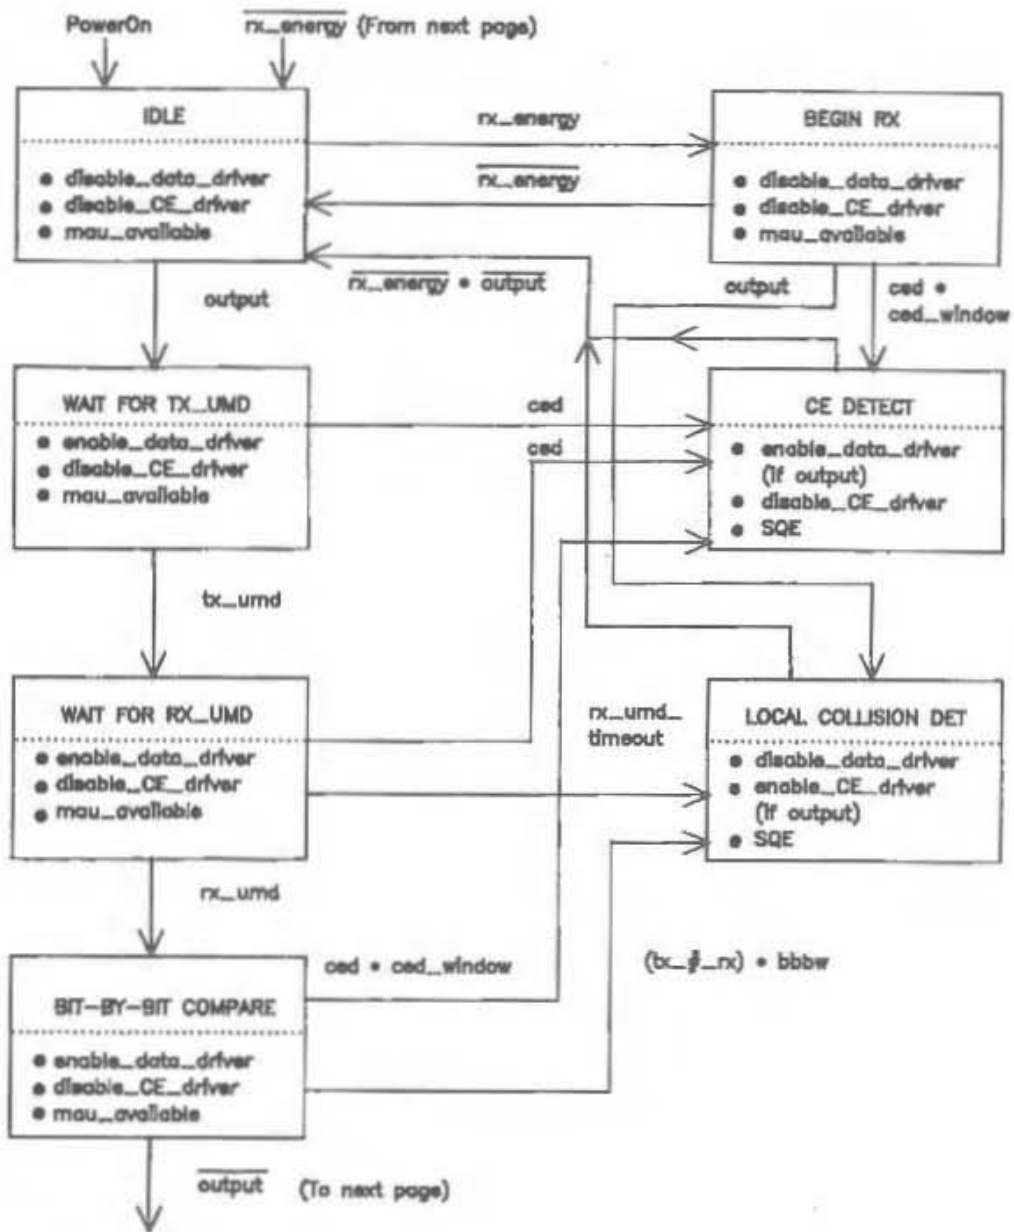 PowerOn
rx_energy (From next page)
IDLE
• disable_data_driver
• disable_CE_driver
• mau_available
rx_energy
rx_energy
BEGIN RX
• disable_data_driver
• disable_CE_driver
• mau_available
rx_energy • output
output
output
ced •
ced_window
WAIT FOR TX_UMD
• enable_data_driver
• disable_CE_driver
• mau_available
ced
ced
CE DETECT
• enable_data_driver
(if output)
• disable_CE_driver
• SQE
tx_umd
WAIT FOR RX_UMD
• enable_data_driver
• disable_CE_driver
• mau_available
rx_umd_
timeout
LOCAL COLLISION DET
• disable_data_driver
• enable_CE_driver
(if output)
• SQE
rx_umd
ced • ced_window
(tx_≠_rx) • bbbw
BIT-BY-BIT COMPARE
• enable_data_driver
• disable_CE_driver
• mau_available
output (To next page)